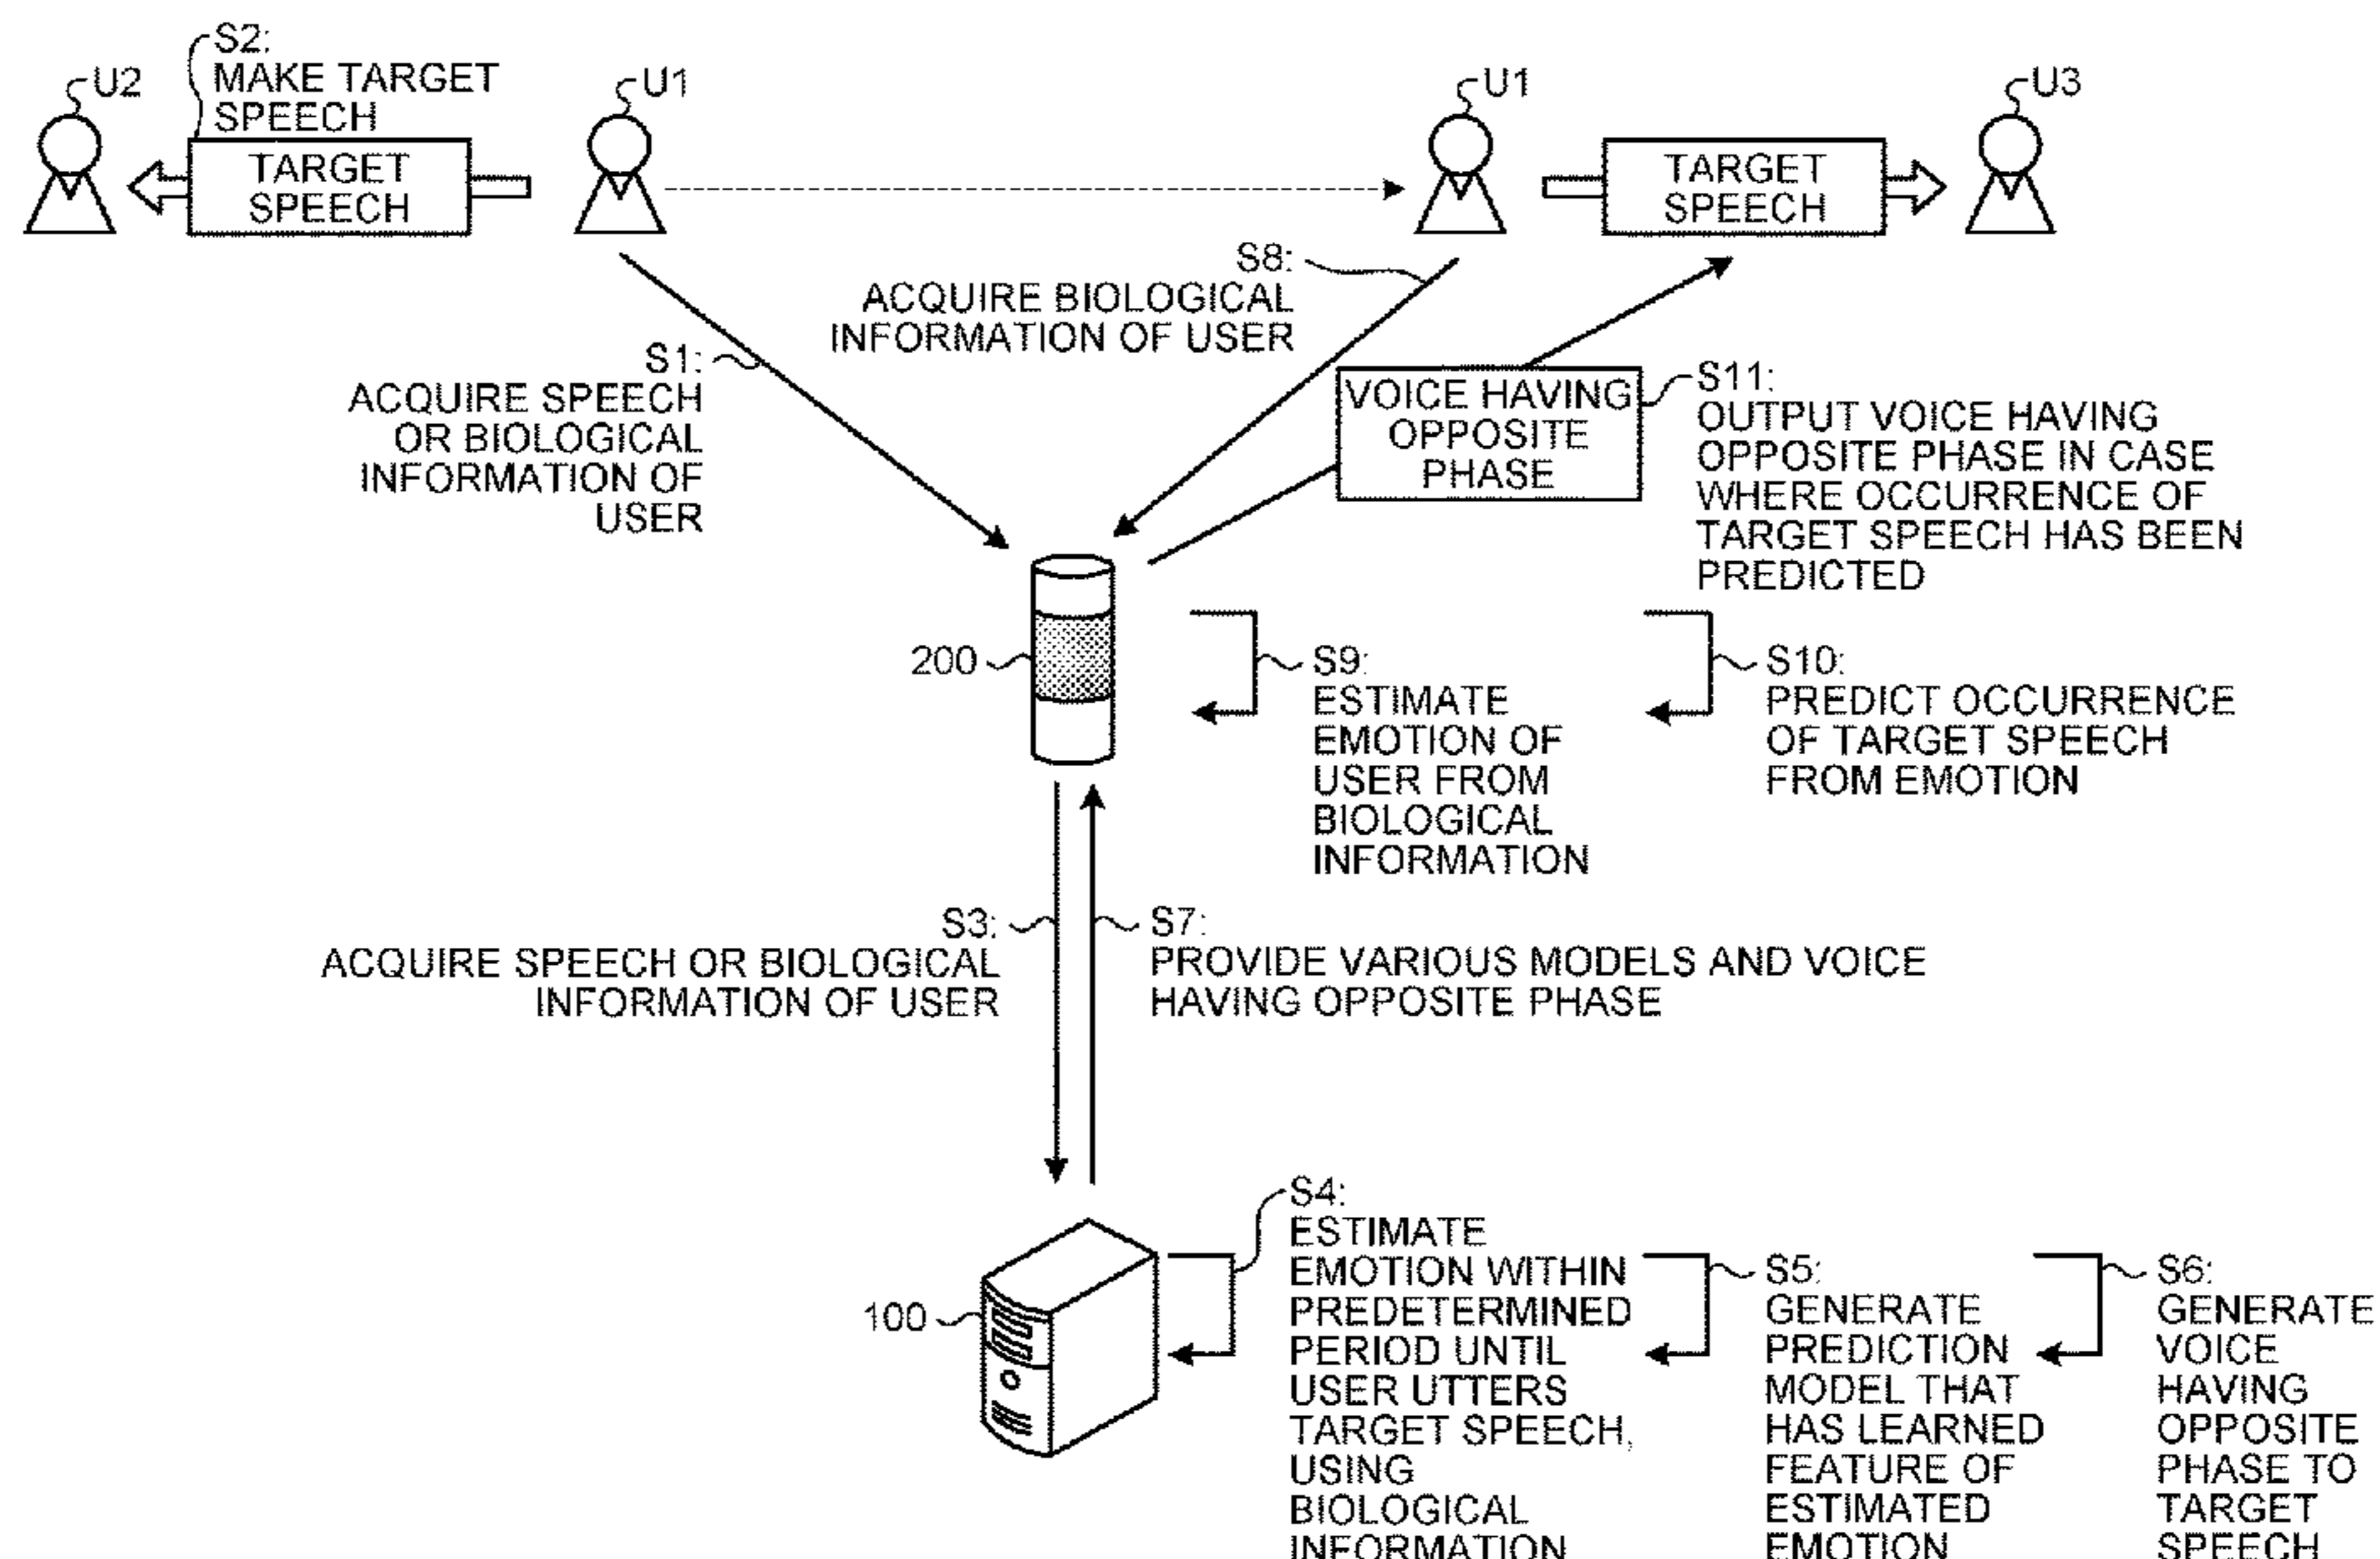 S2:
MAKE TARGET
SPEECH
U2
U1
U1
U3
TARGET
SPEECH
TARGET
SPEECH
S8:
ACQUIRE BIOLOGICAL
INFORMATION OF USER
S1:
ACQUIRE SPEECH
OR BIOLOGICAL
INFORMATION OF
USER
VOICE HAVING
OPPOSITE
PHASE
S11:
OUTPUT VOICE HAVING
OPPOSITE PHASE IN CASE
WHERE OCCURRENCE OF
TARGET SPEECH HAS BEEN
PREDICTED
200
S9:
ESTIMATE
EMOTION OF
USER FROM
BIOLOGICAL
INFORMATION
S10:
PREDICT OCCURRENCE
OF TARGET SPEECH
FROM EMOTION
S3:
ACQUIRE SPEECH OR BIOLOGICAL
INFORMATION OF USER
S7:
PROVIDE VARIOUS MODELS AND VOICE
HAVING OPPOSITE PHASE
100
S4:
ESTIMATE
EMOTION WITHIN
PREDETERMINED
PERIOD UNTIL
USER UTTERS
TARGET SPEECH,
USING
BIOLOGICAL
INFORMATION
S5:
GENERATE
PREDICTION
MODEL THAT
HAS LEARNED
FEATURE OF
ESTIMATED
EMOTION
S6:
GENERATE
VOICE
HAVING
OPPOSITE
PHASE TO
TARGET
SPEECH